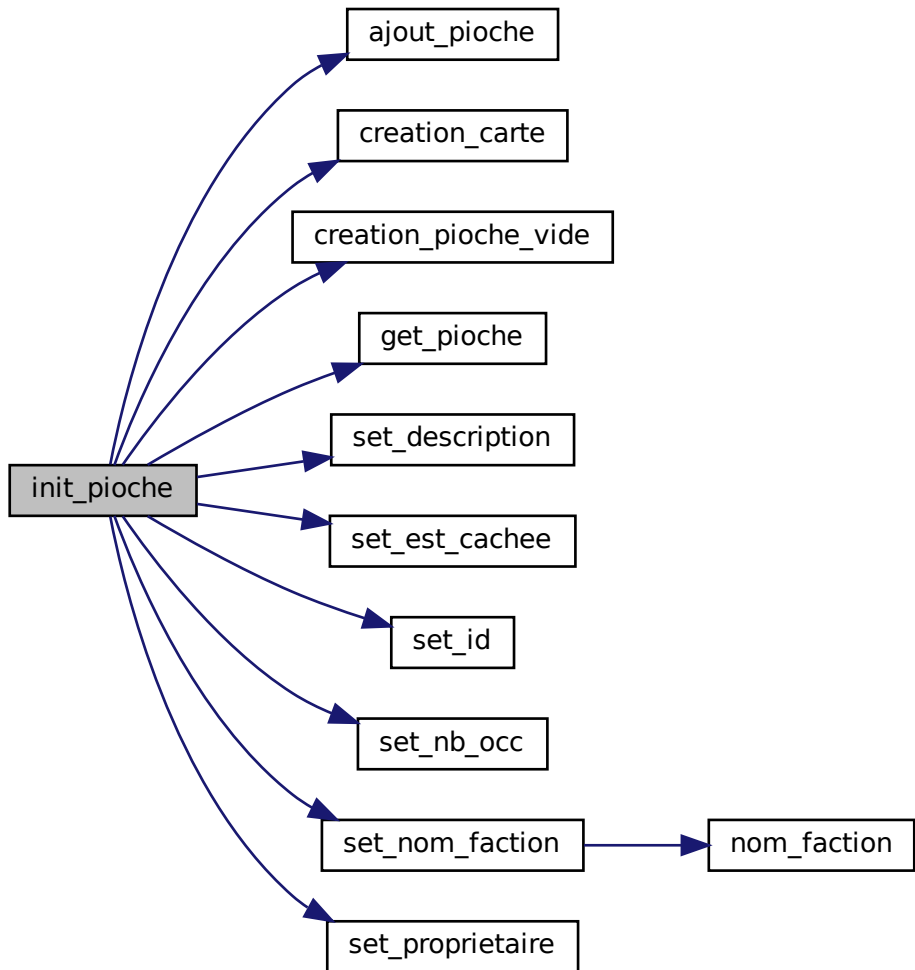 ajout_pioche
creation_carte
creation_pioche_vide
get_pioche
set_description
init_pioche
set_est_cachee
set_id
set_nb_occ
set_nom_faction
nom_faction
set_proprietaire